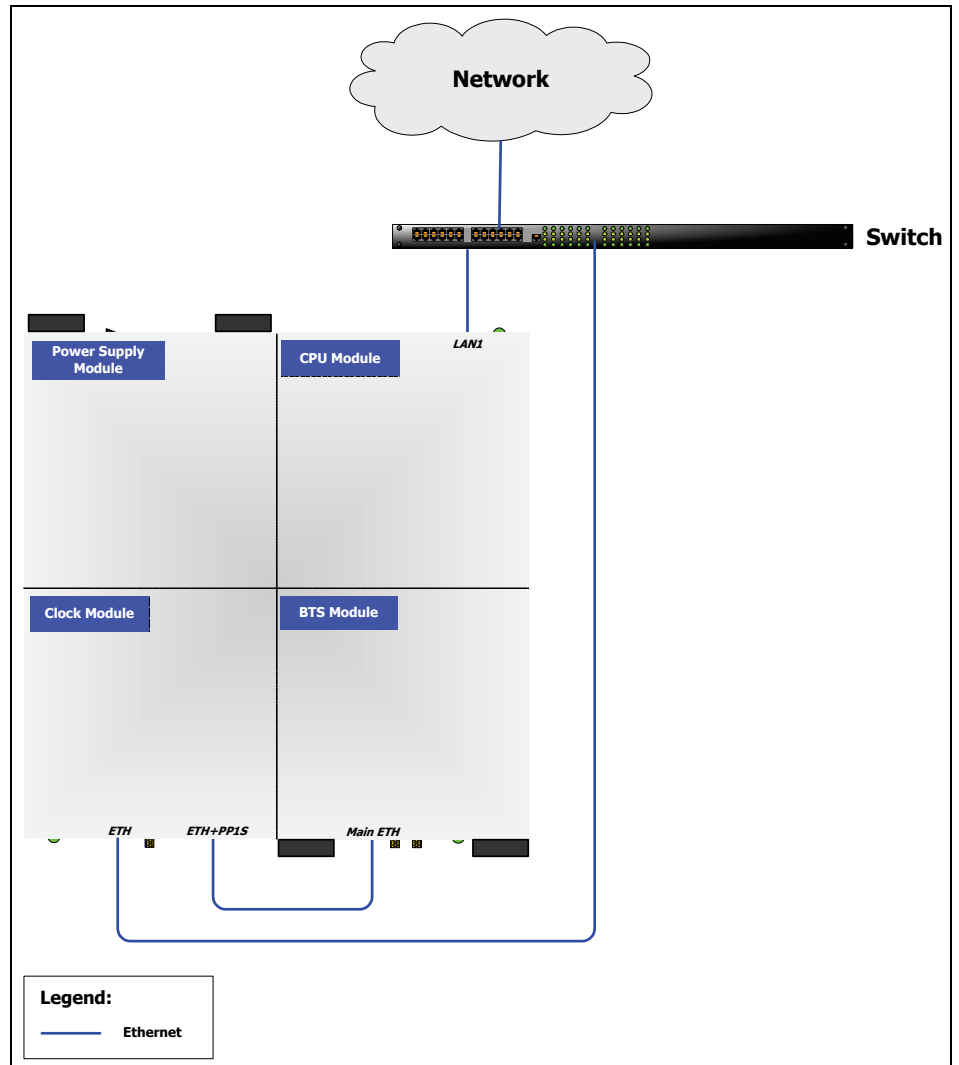 Network
Switch
LAN1
Power Supply
Module
CPU Module
Clock Module
BTS Module
ETH
ETH+PP1S
Main ETH
Legend:
Ethernet